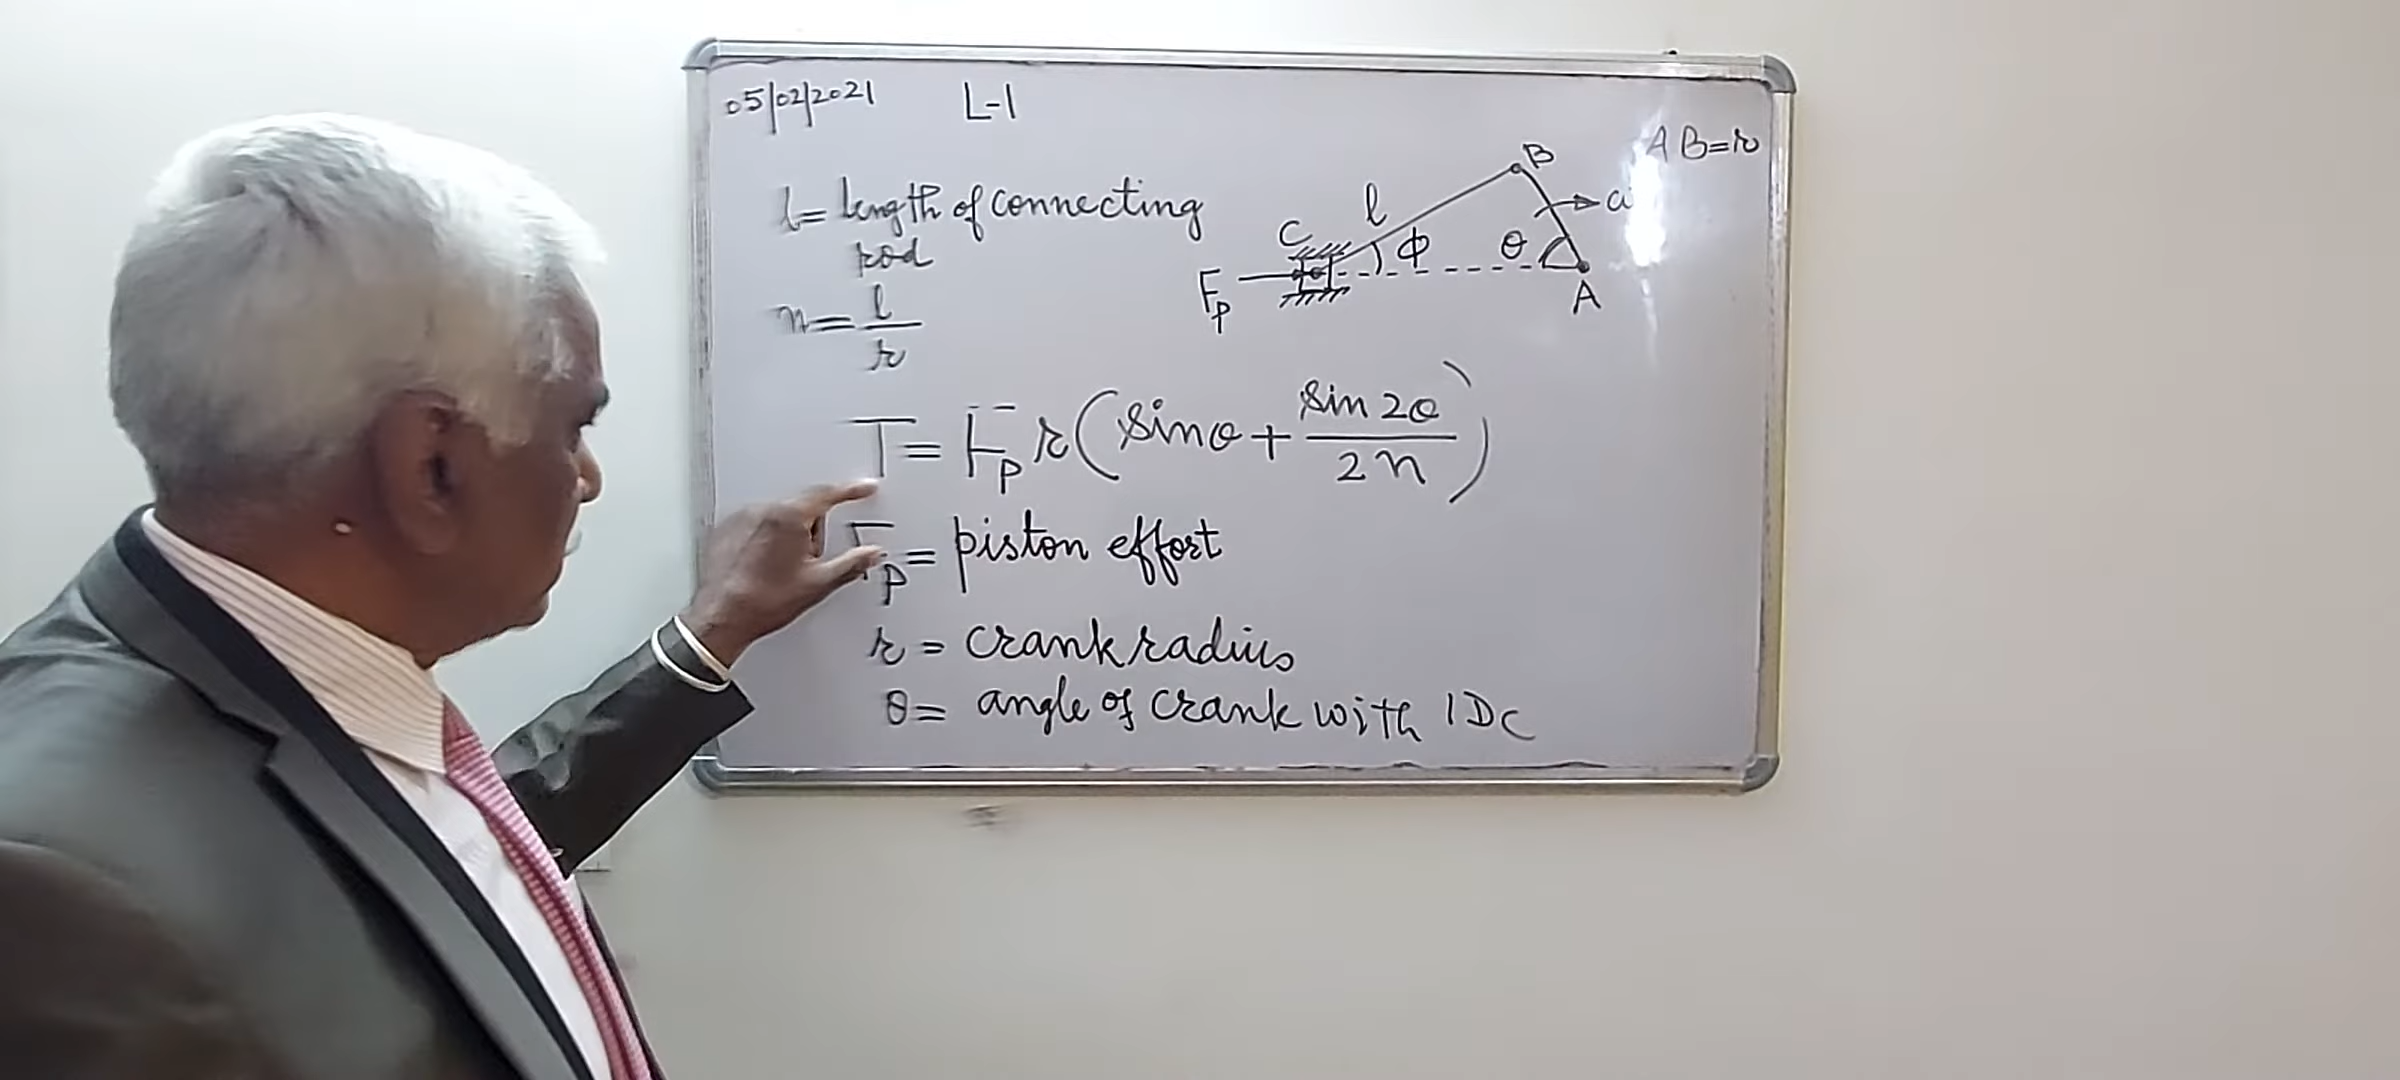 05/02/2021 L-1
AB=r
B
l= length of connecting
rod
l
C
ϕ
θ
Fp
A
n= l/r
T= Fp r(sinθ + sin2θ/2n)
Fp= piston effort
r = crank radius
θ= angle of crank with IDC